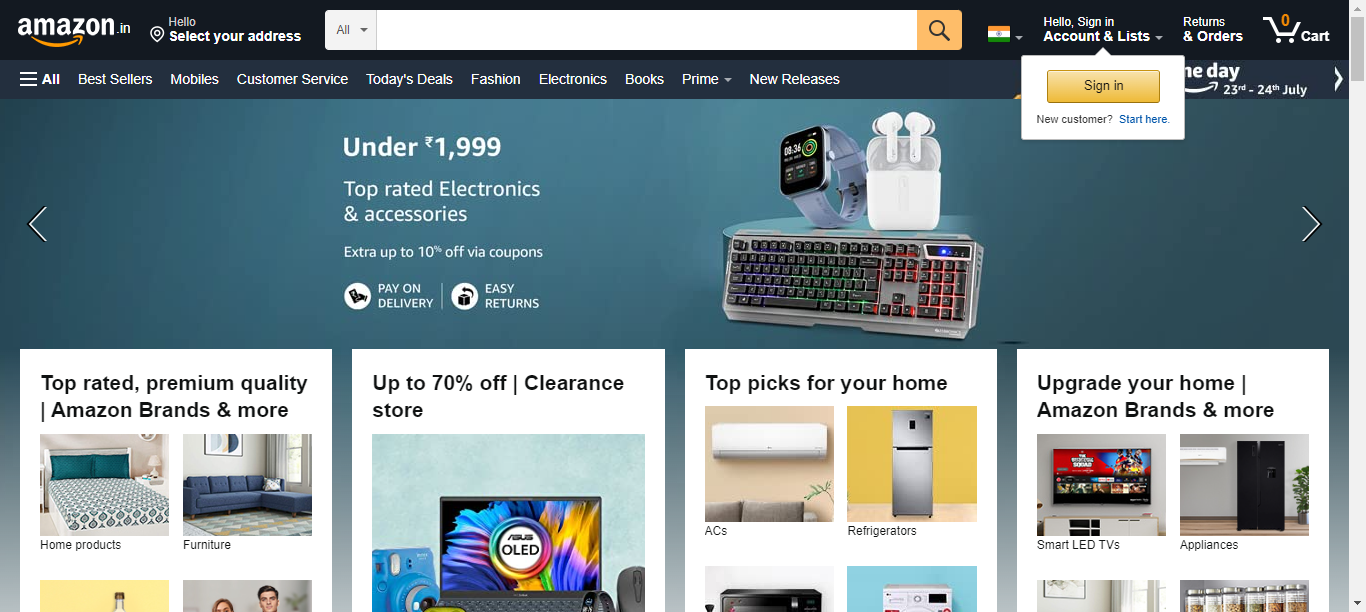 amazon.in
Hello
Select your address
All
Hello, Sign in
Account & Lists
Returns
& Orders
0
Cart
All
Best Sellers
Mobiles
Customer Service
Today's Deals
Fashion
Electronics
Books
Prime
New Releases
day
23rd - 24th July
Sign in
New customer? Start here.
Under ₹1,999
Top rated Electronics
& accessories
Extra up to 10% off via coupons
PAY ON
DELIVERY
EASY
RETURNS
08:36
Top rated, premium quality
| Amazon Brands & more
Home products
Furniture
Up to 70% off | Clearance
store
ASUS
OLED
Top picks for your home
ACs
Refrigerators
Upgrade your home |
Amazon Brands & more
Smart LED TVs
Appliances